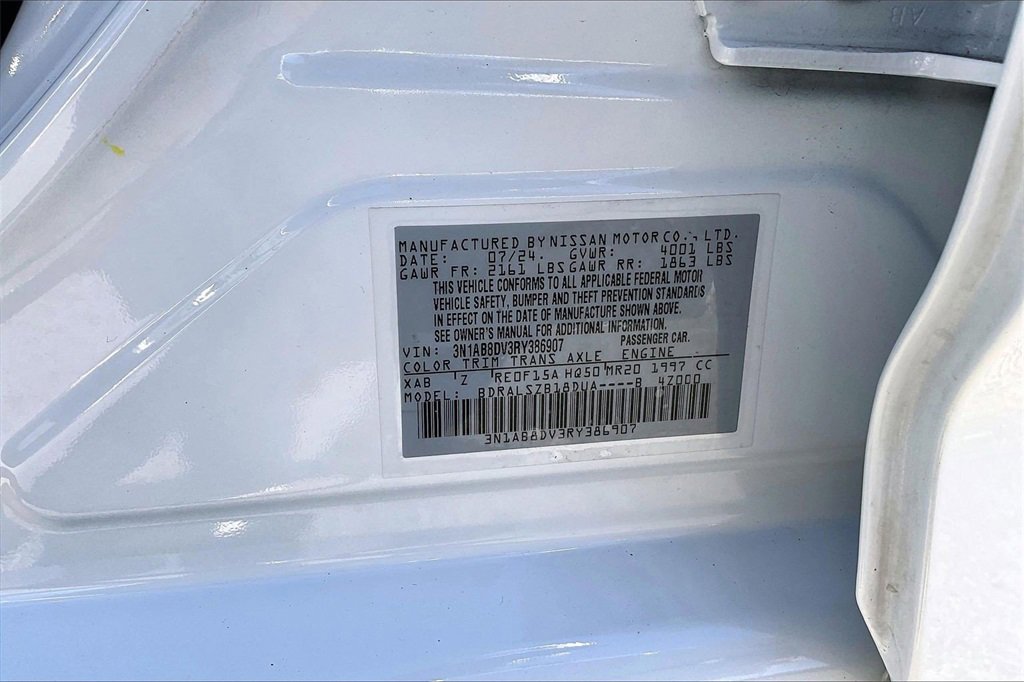 AB
MANUFACTURED BY NISSAN MOTOR CO., LTD.
DATE: 07/24. GVWR: 4001 LBS
GAWR FR: 2161 LBS GAWR RR: 1863 LBS
THIS VEHICLE CONFORMS TO ALL APPLICABLE FEDERAL MOTOR
VEHICLE SAFETY, BUMPER AND THEFT PREVENTION STANDARDS
IN EFFECT ON THE DATE OF MANUFACTURE SHOWN ABOVE.
SEE OWNER'S MANUAL FOR ADDITIONAL INFORMATION.
VIN: 3N1AB8DV3RY386907 PASSENGER CAR.
COLOR TRIM TRANS AXLE ENGINE
XAB Z RE0F15A HQ50 MR20 1997 CC
MODEL: BDRALSZB18DUA----B 4Z000
3N1AB8DV3RY386907